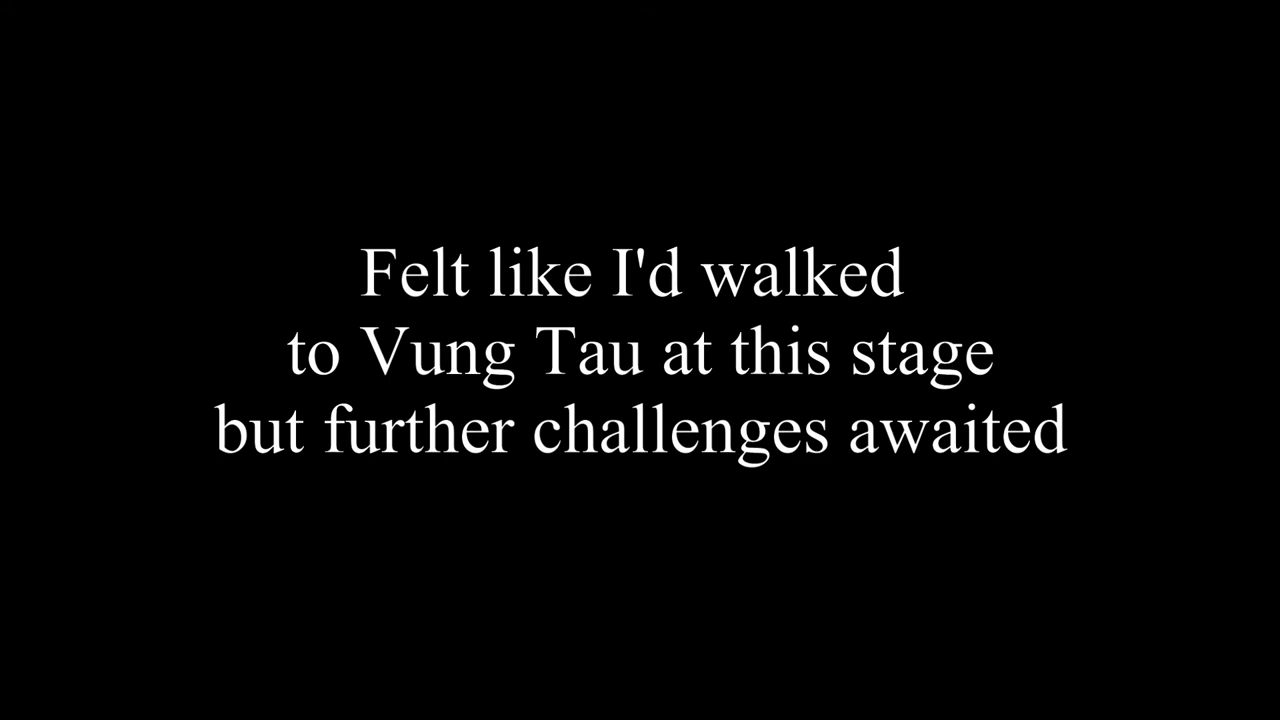 Felt like I'd walked
to Vung Tau at this stage
but further challenges awaited